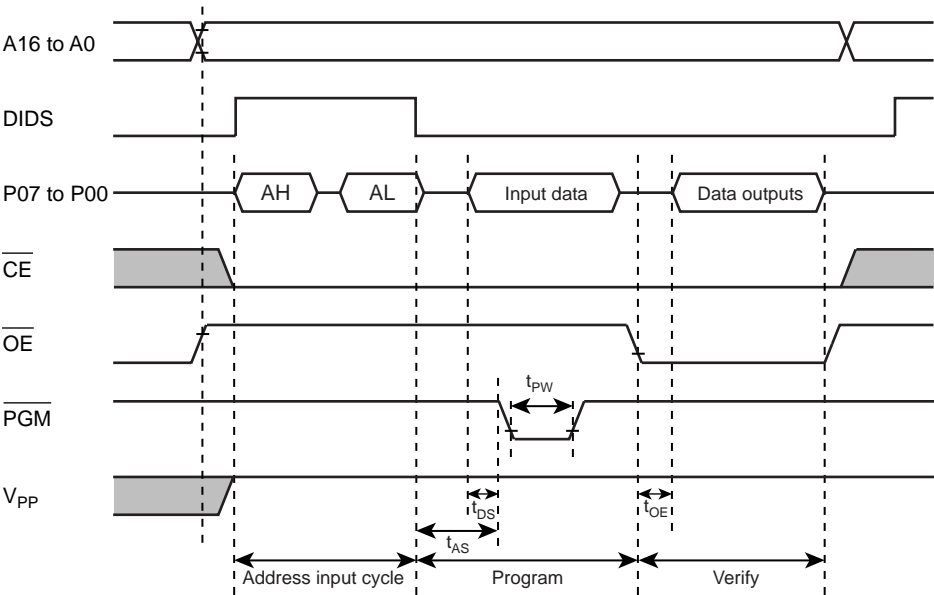 A16 to A0
DIDS
P07 to P00
AH
AL
Input data
Data outputs
CE
OE
tPW
PGM
VPP
tDS
tOE
tAS
Address input cycle
Program
Verify